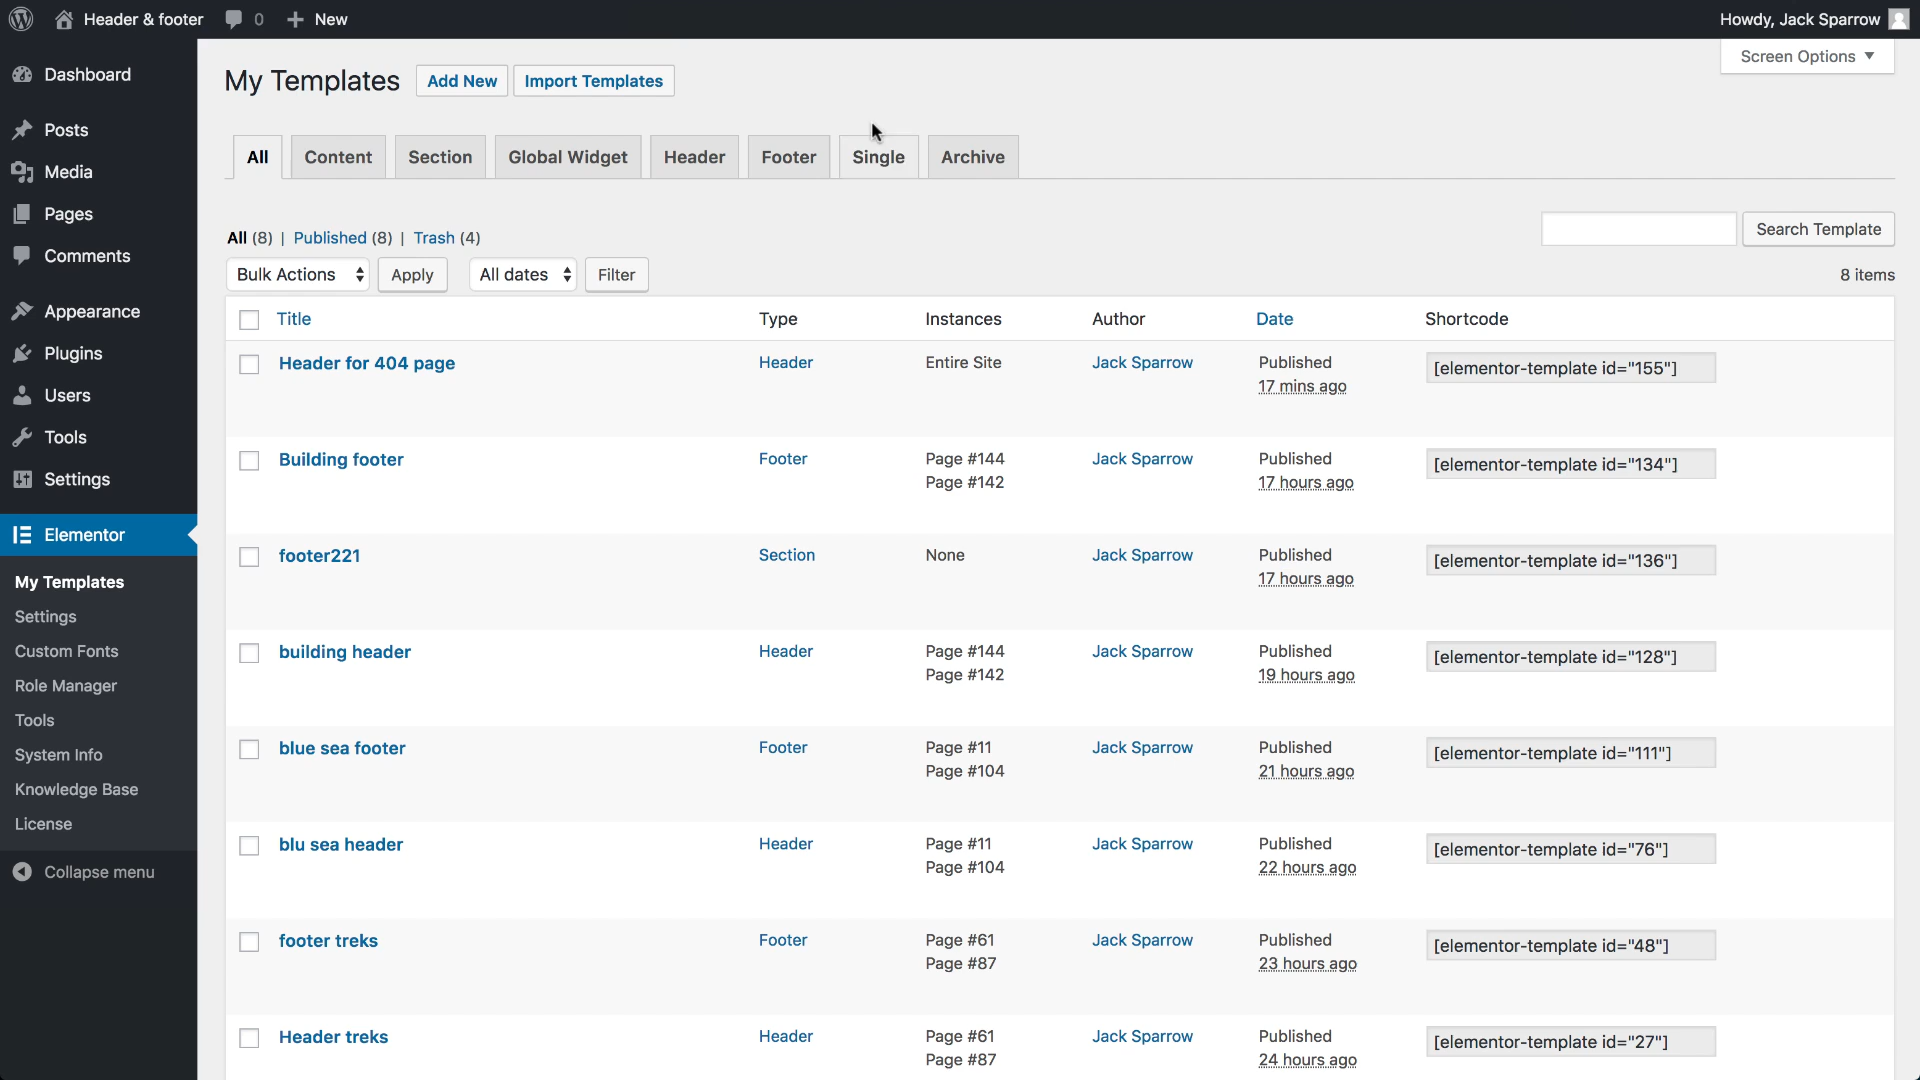 Header & footer 0 New Howdy, Jack Sparrow
Screen Options
Dashboard
Posts
Media
Pages
Comments
Appearance
Plugins
Users
Tools
Settings
Elementor
My Templates
Settings
Custom Fonts
Role Manager
Tools
System Info
Knowledge Base
License
Collapse menu
My Templates Add New Import Templates
All Content Section Global Widget Header Footer Single Archive
All (8) | Published (8) | Trash (4)
Search Template
Bulk Actions Apply All dates Filter
8 items
Title Type Instances Author Date Shortcode
Header for 404 page Header Entire Site Jack Sparrow Published [elementor-template id="155"]
17 mins ago
Building footer Footer Page #144 Jack Sparrow Published [elementor-template id="134"]
Page #142 17 hours ago
footer221 Section None Jack Sparrow Published [elementor-template id="136"]
17 hours ago
building header Header Page #144 Jack Sparrow Published [elementor-template id="128"]
Page #142 19 hours ago
blue sea footer Footer Page #11 Jack Sparrow Published [elementor-template id="111"]
Page #104 21 hours ago
blu sea header Header Page #11 Jack Sparrow Published [elementor-template id="76"]
Page #104 22 hours ago
footer treks Footer Page #61 Jack Sparrow Published [elementor-template id="48"]
Page #87 23 hours ago
Header treks Header Page #61 Jack Sparrow Published [elementor-template id="27"]
Page #87 24 hours ago